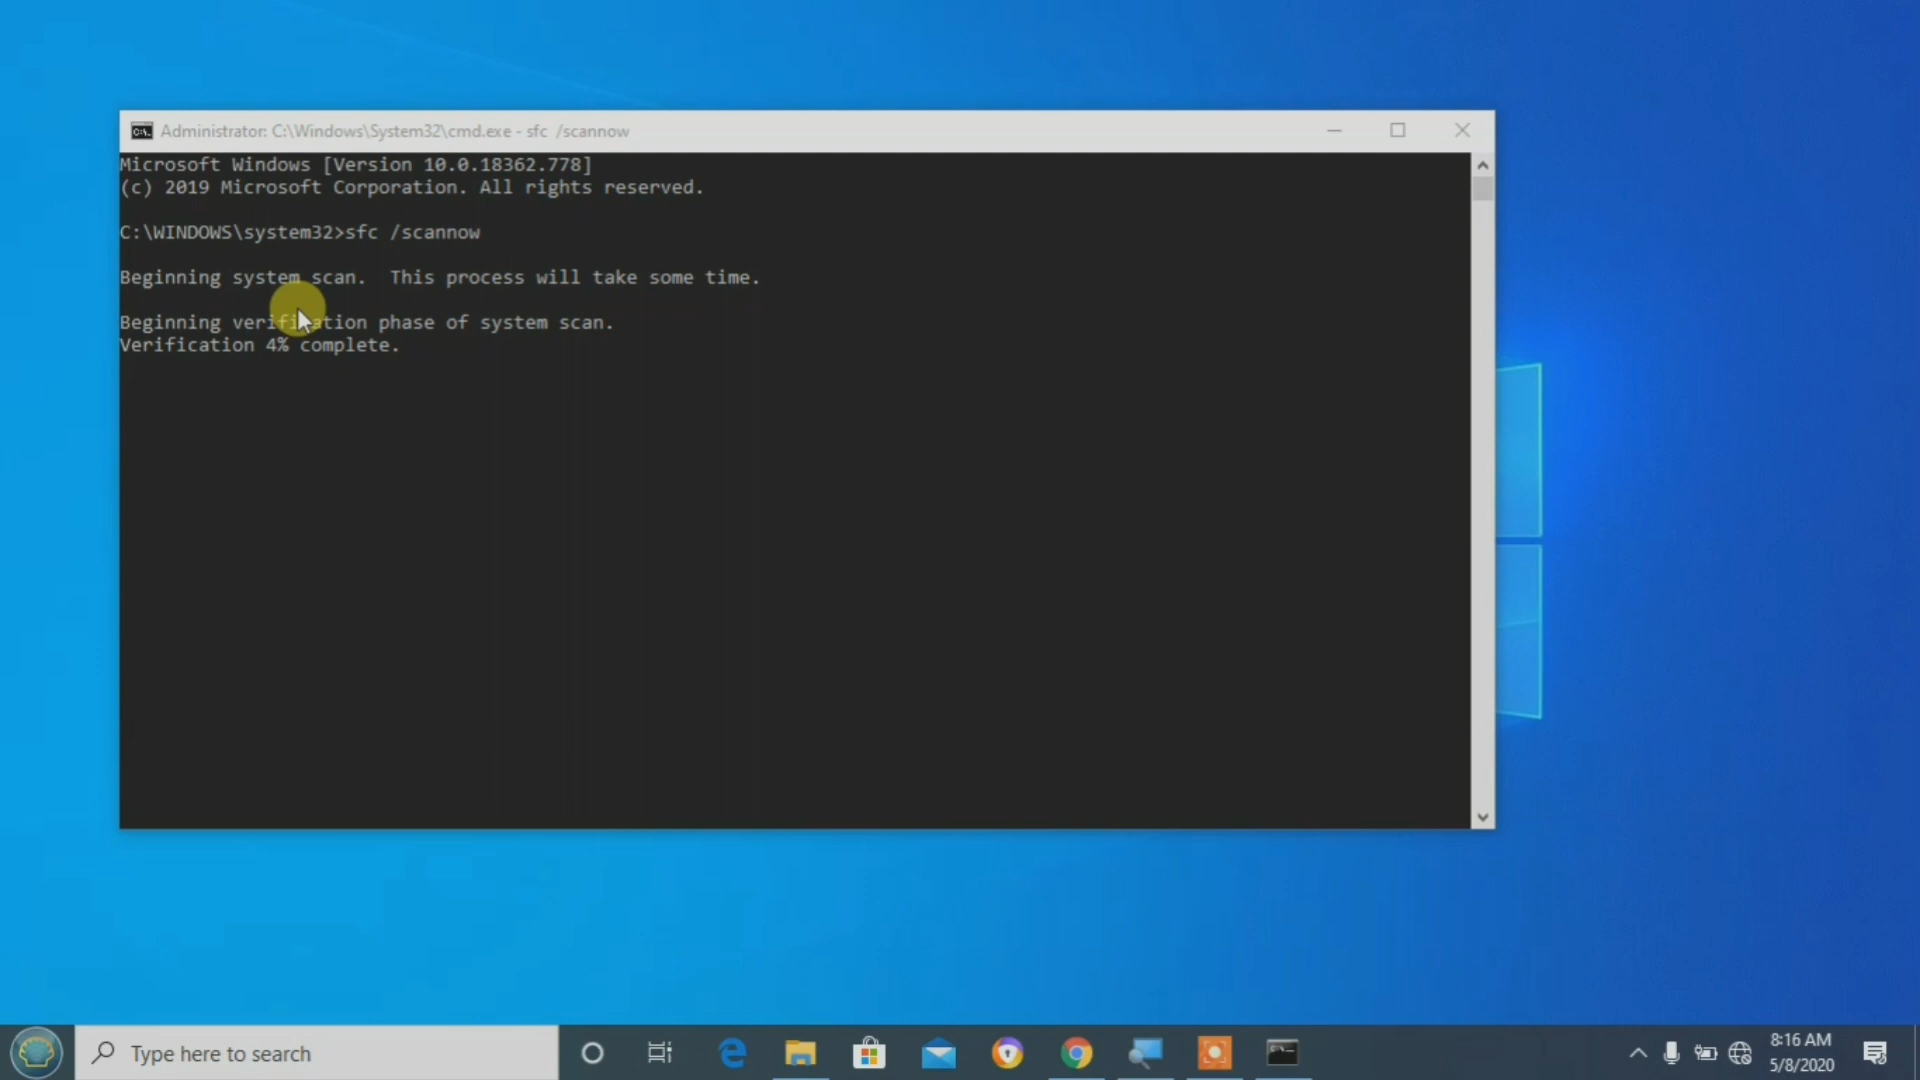 Administrator: C:\Windows\System32\cmd.exe - sfc /scannow
Microsoft Windows [Version 10.0.18362.778]
(c) 2019 Microsoft Corporation. All rights reserved.
C:\WINDOWS\system32>sfc /scannow
Beginning system scan.  This process will take some time.
Beginning verification phase of system scan.
Verification 4% complete.
Type here to search
8:16 AM
5/8/2020